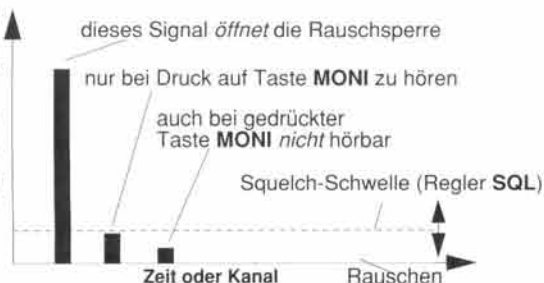 dieses Signal öffnet die Rauschsperre
nur bei Druck auf Taste MONI zu hören
auch bei gedrückter
Taste MONI nicht hörbar
Squelch-Schwelle (Regler SQL)
Zeit oder Kanal
Rauschen